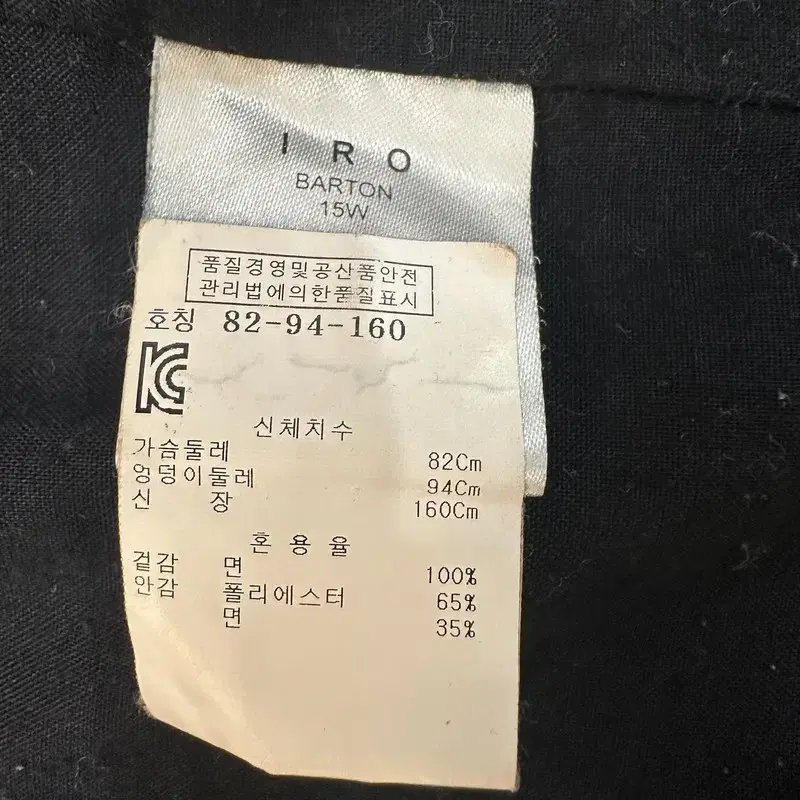 IRO
BARTON
15W
품질경영및공산품안전
관리법에의한품질표시
호칭 82-94-160
신체치수
가슴둘레 82Cm
엉덩이둘레 94Cm
신 장 160Cm
혼 용 율
겉감 면 100%
안감 폴리에스터 65%
면 35%